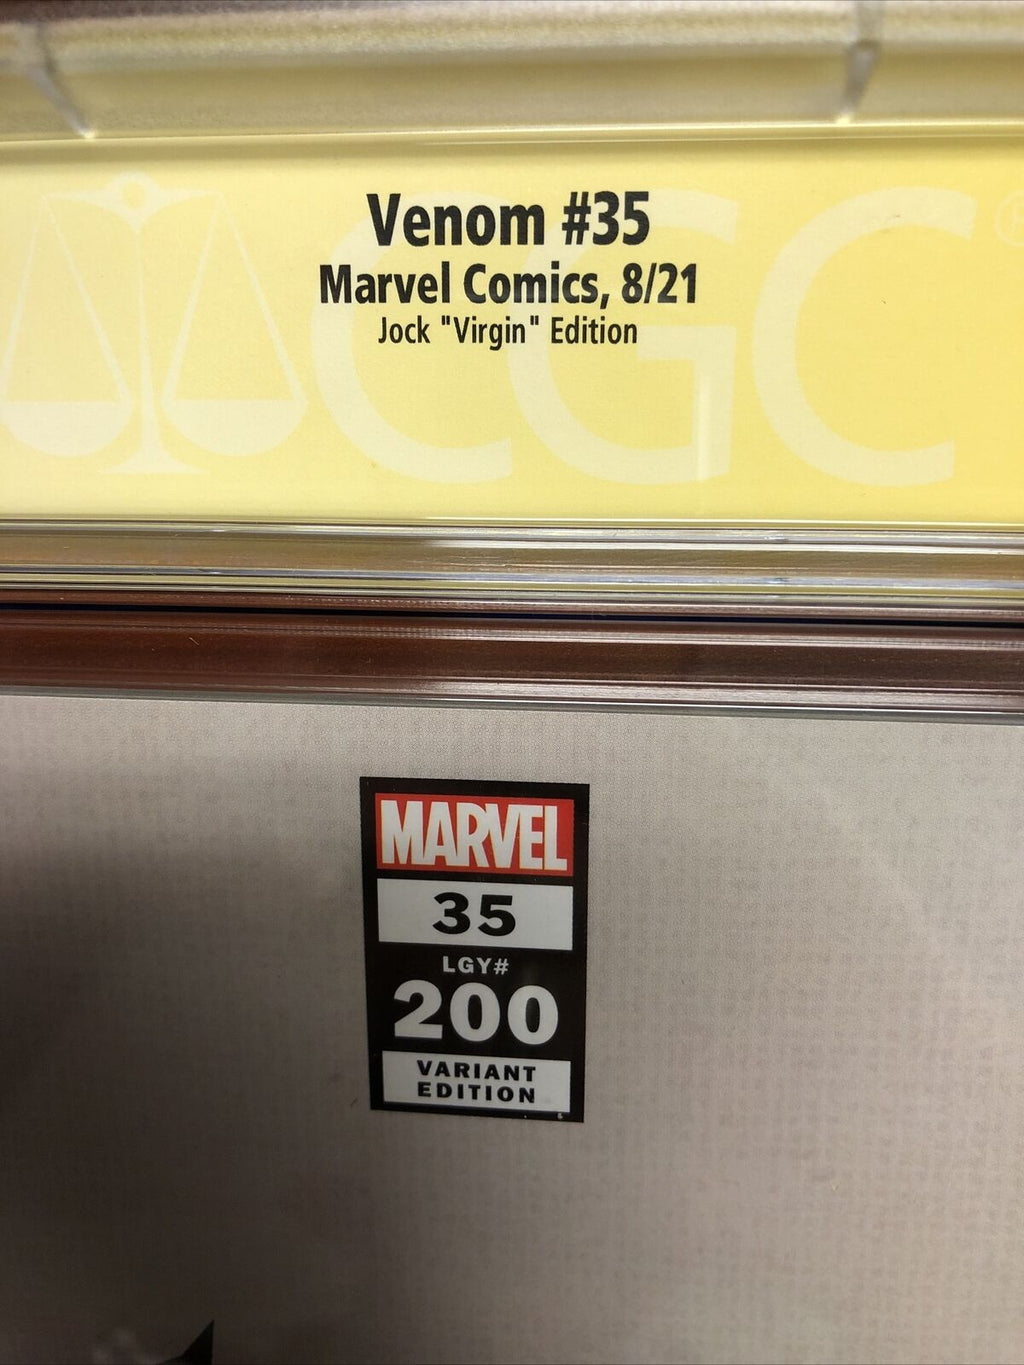 Venom #35
Marvel Comics, 8/21
Jock "Virgin" Edition
CGC
MARVEL
35
LGY#
200
VARIANT
EDITION